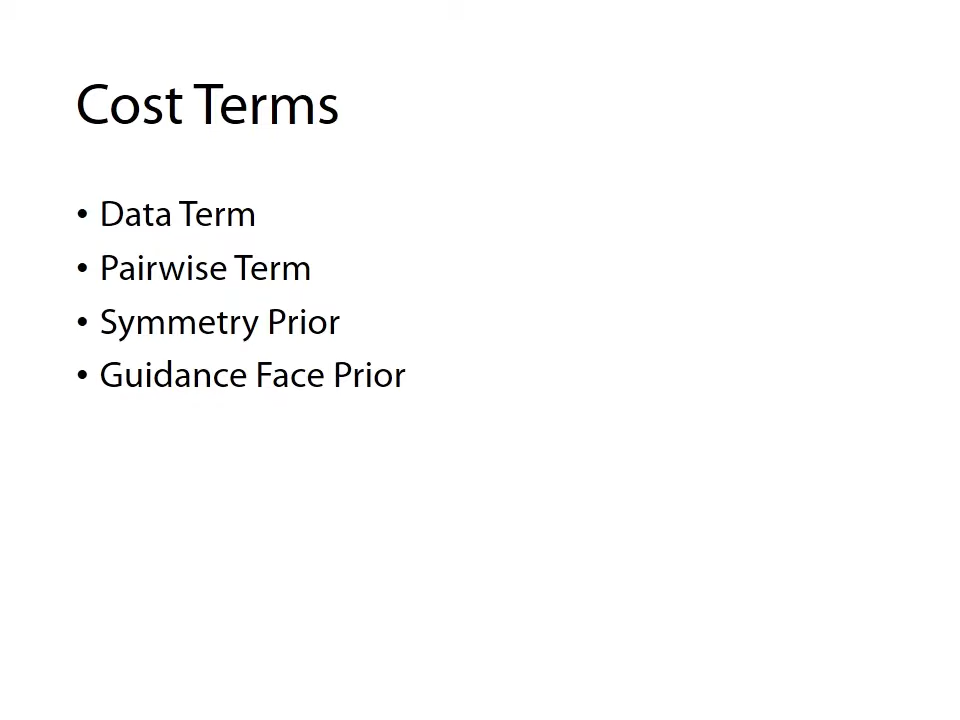 Cost Terms
• Data Term
• Pairwise Term
• Symmetry Prior
• Guidance Face Prior